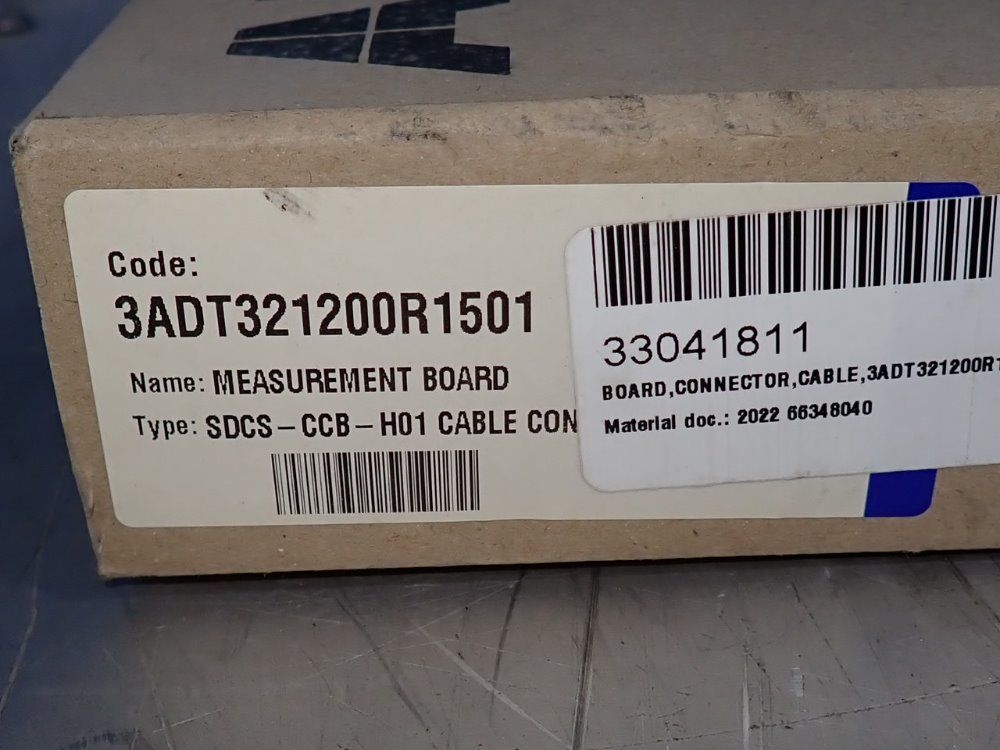 Code:
3ADT321200R1501
Name: MEASUREMENT BOARD
Type: SDCS-CCB-H01 CABLE CON
33041811
BOARD,CONNECTOR,CABLE,3ADT321200R1
Material doc.: 2022 66348040